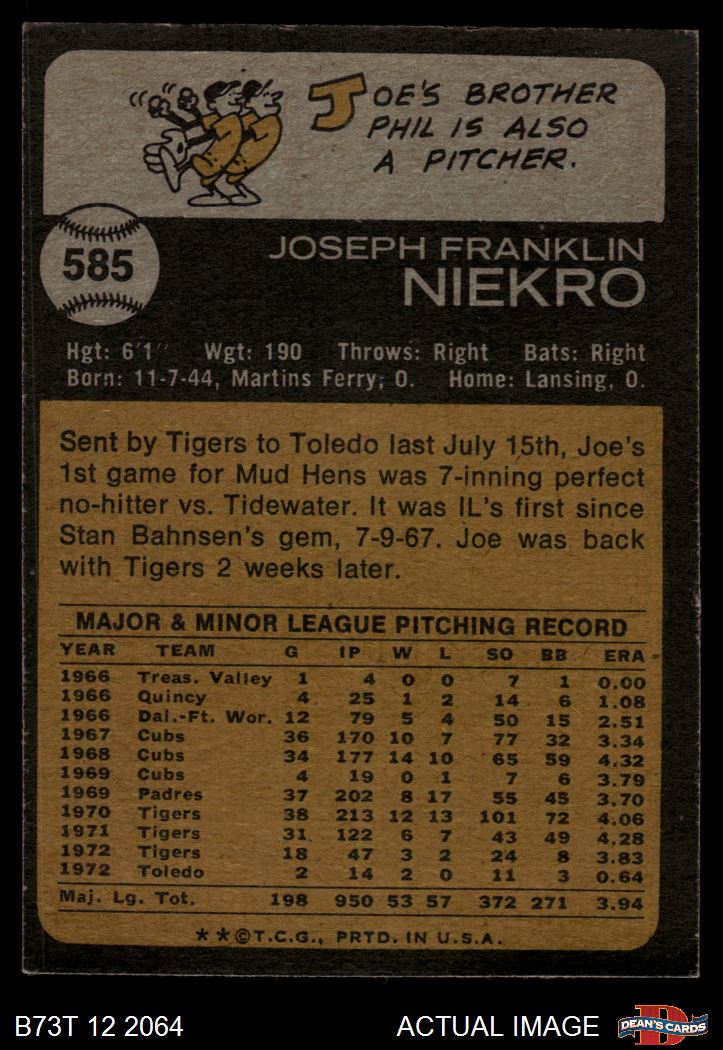 JOE'S BROTHER
PHIL IS ALSO
A PITCHER.
585
JOSEPH FRANKLIN
NIEKRO
Hgt: 6'1" Wgt: 190 Throws: Right Bats: Right
Born: 11-7-44, Martins Ferry, O. Home: Lansing, O.
Sent by Tigers to Toledo last July 15th, Joe's
1st game for Mud Hens was 7-inning perfect
no-hitter vs. Tidewater. It was IL's first since
Stan Bahnsen's gem, 7-9-67. Joe was back
with Tigers 2 weeks later.
MAJOR & MINOR LEAGUE PITCHING RECORD
YEAR TEAM G IP W L SO BB ERA
1966 Treas. Valley 1 4 0 0 7 1 0.00
1966 Quincy 4 25 1 2 14 6 1.08
1966 Dal.-Ft. Wor. 12 79 5 4 50 15 2.51
1967 Cubs 36 170 10 7 77 32 3.34
1968 Cubs 34 177 14 10 65 59 4.32
1969 Cubs 4 19 0 1 7 6 3.79
1969 Padres 37 202 8 17 55 45 3.70
1970 Tigers 38 213 12 13 101 72 4.06
1971 Tigers 31 122 6 7 43 49 4.28
1972 Tigers 18 47 3 2 24 8 3.83
1972 Toledo 2 14 2 0 11 3 0.64
Maj. Lg. Tot. 198 950 53 57 372 271 3.94
**©T.C.G., PRTD. IN U.S.A.
B73T 12 2064 ACTUAL IMAGE D DEAN'S CARDS